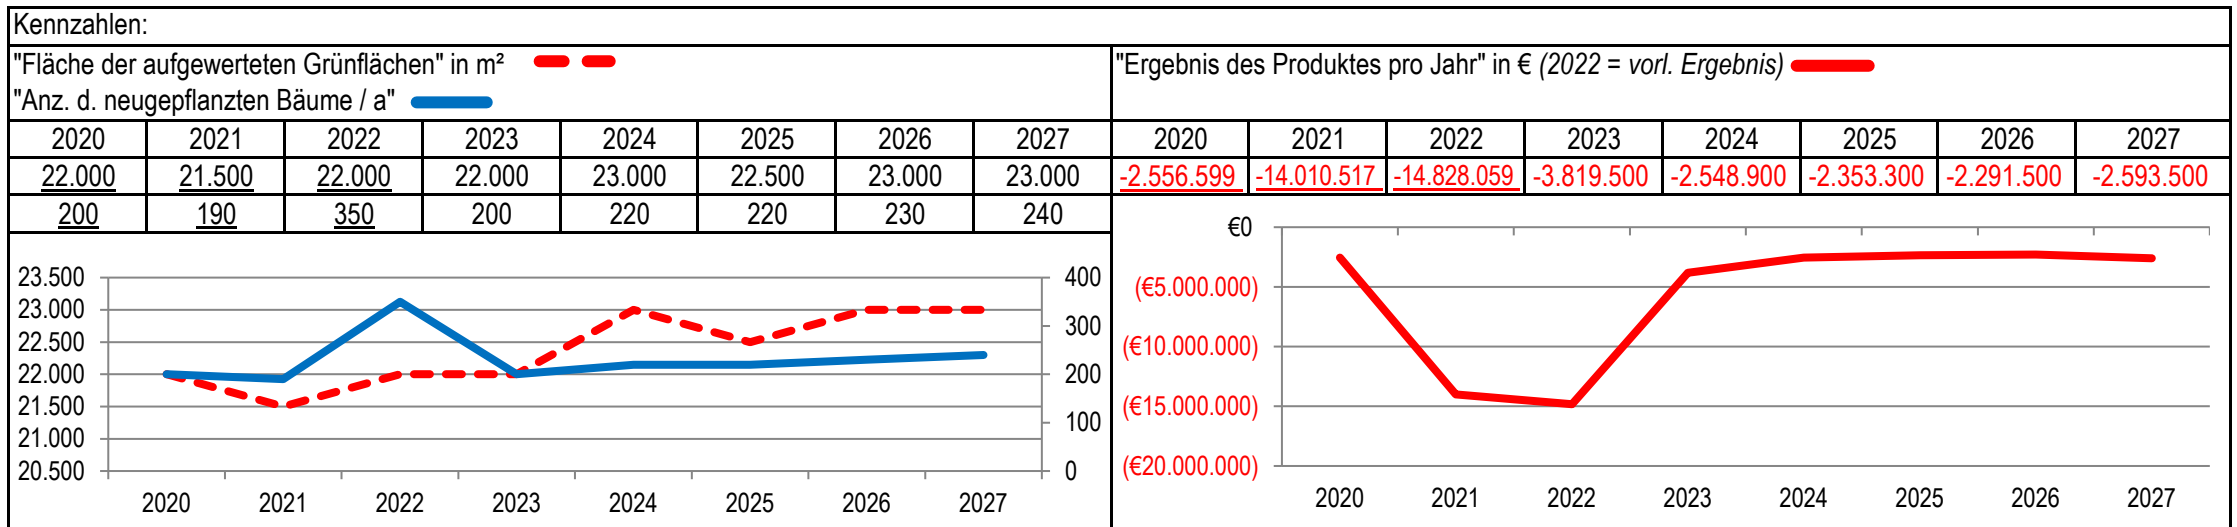 Kennzahlen:
"Fläche der aufgewerteten Grünflächen" in m²
"Anz. d. neugepflanzten Bäume / a"
2020 2021 2022 2023 2024 2025 2026 2027
22.000 21.500 22.000 22.000 23.000 22.500 23.000 23.000
200 190 350 200 220 220 230 240
23.500 400
23.000
22.500 300
22.000 200
21.500
21.000 100
20.500 0
2020 2021 2022 2023 2024 2025 2026 2027
"Ergebnis des Produktes pro Jahr" in € (2022 = vorl. Ergebnis)
2020 2021 2022 2023 2024 2025 2026 2027
-2.556.599 -14.010.517 -14.828.059 -3.819.500 -2.548.900 -2.353.300 -2.291.500 -2.593.500
€0
(€5.000.000)
(€10.000.000)
(€15.000.000)
(€20.000.000)
2020 2021 2022 2023 2024 2025 2026 2027